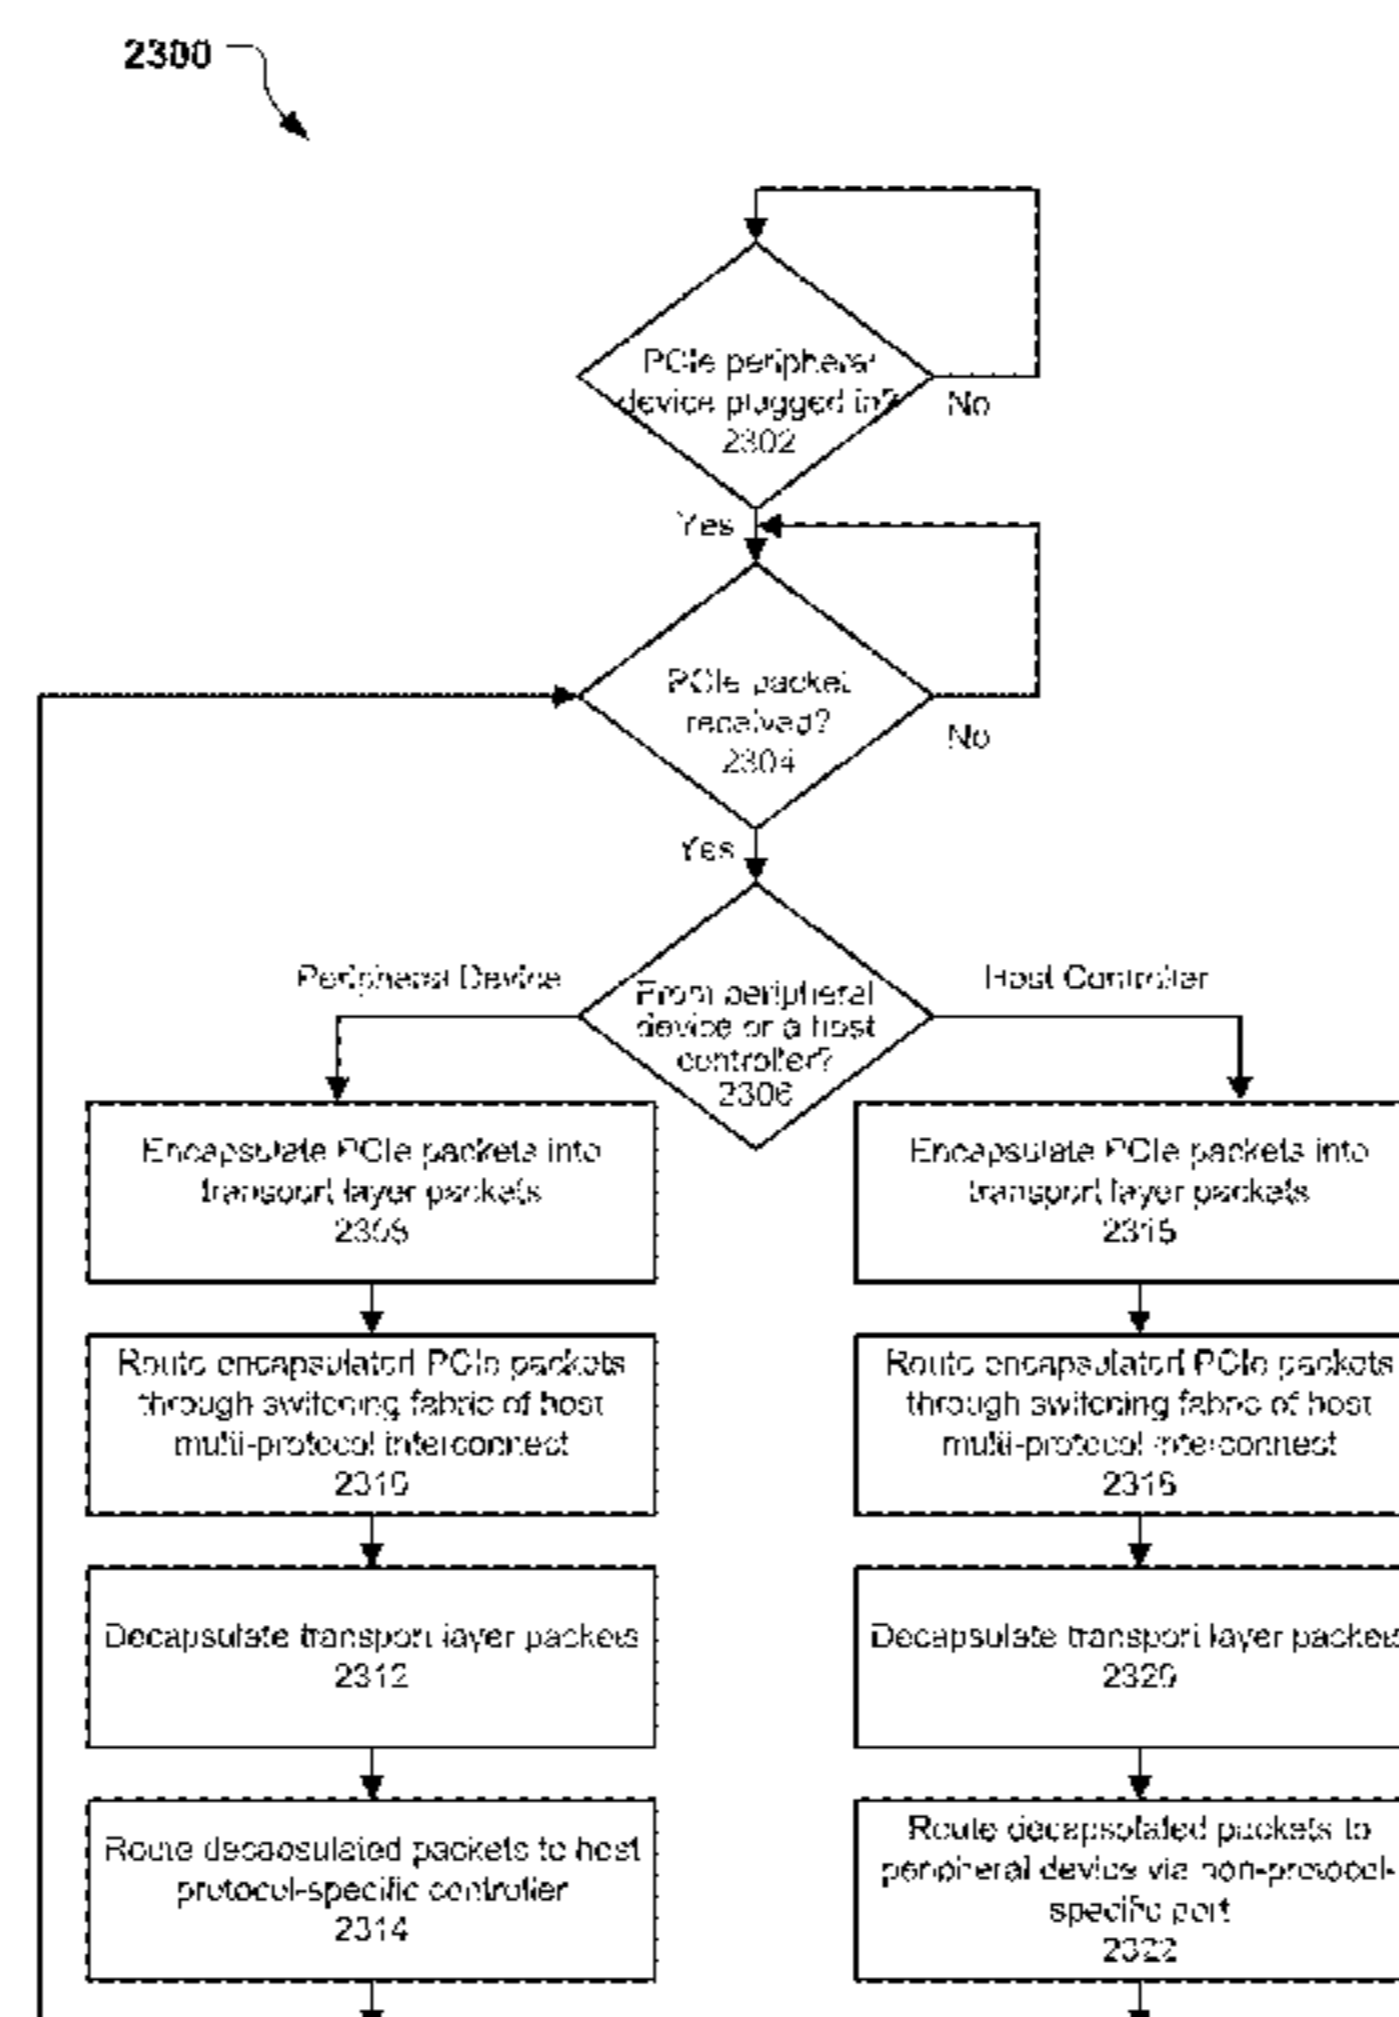 2300
PCIe peripheral
device plugged in?
2302
No
Yes
PCIe packet
received?
2304
No
Yes
Peripheral Device
Host Controller
From peripheral
device or a host
controller?
2306
Encapsulate PCIe packets into
transport layer packets
2308
Encapsulate PCIe packets into
transport layer packets
Route encapsulated PCIe packets
through switching fabric of host
multi-protocol interconnect
2310
Route encapsulated PCIe packets
through switching fabric of host
multi-protocol interconnect
Decapsulate transport layer packets
2312
Decapsulate transport layer packets
2320
Route decapsulated packets to host
protocol-specific controller
2314
Route decapsulated packets to
peripheral device via non-protocol-
specific port
2322